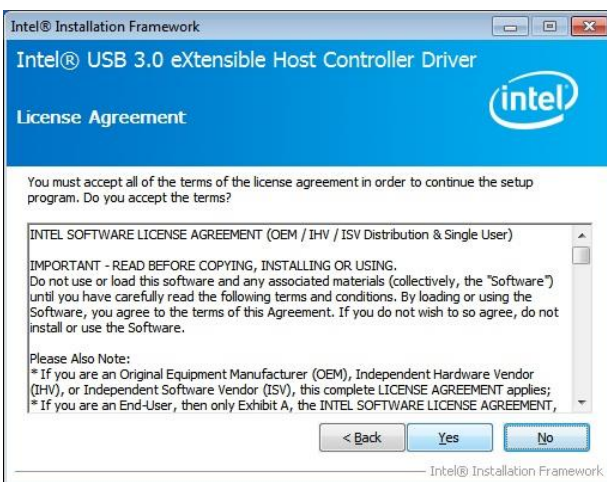 Intel® Installation Framework
Intel® USB 3.0 eXtensible Host Controller Driver
intel
License Agreement
You must accept all of the terms of the license agreement in order to continue the setup
program. Do you accept the terms?
INTEL SOFTWARE LICENSE AGREEMENT (OEM / IHV / ISV Distribution & Single User)
IMPORTANT - READ BEFORE COPYING, INSTALLING OR USING.
Do not use or load this software and any associated materials (collectively, the "Software")
until you have carefully read the following terms and conditions. By loading or using the
Software, you agree to the terms of this Agreement. If you do not wish to so agree, do not
install or use the Software.
Please Also Note:
* If you are an Original Equipment Manufacturer (OEM), Independent Hardware Vendor
(IHV), or Independent Software Vendor (ISV), this complete LICENSE AGREEMENT applies;
* If you are an End-User, then only Exhibit A, the INTEL SOFTWARE LICENSE AGREEMENT,
< Back
Yes
No
Intel® Installation Framework